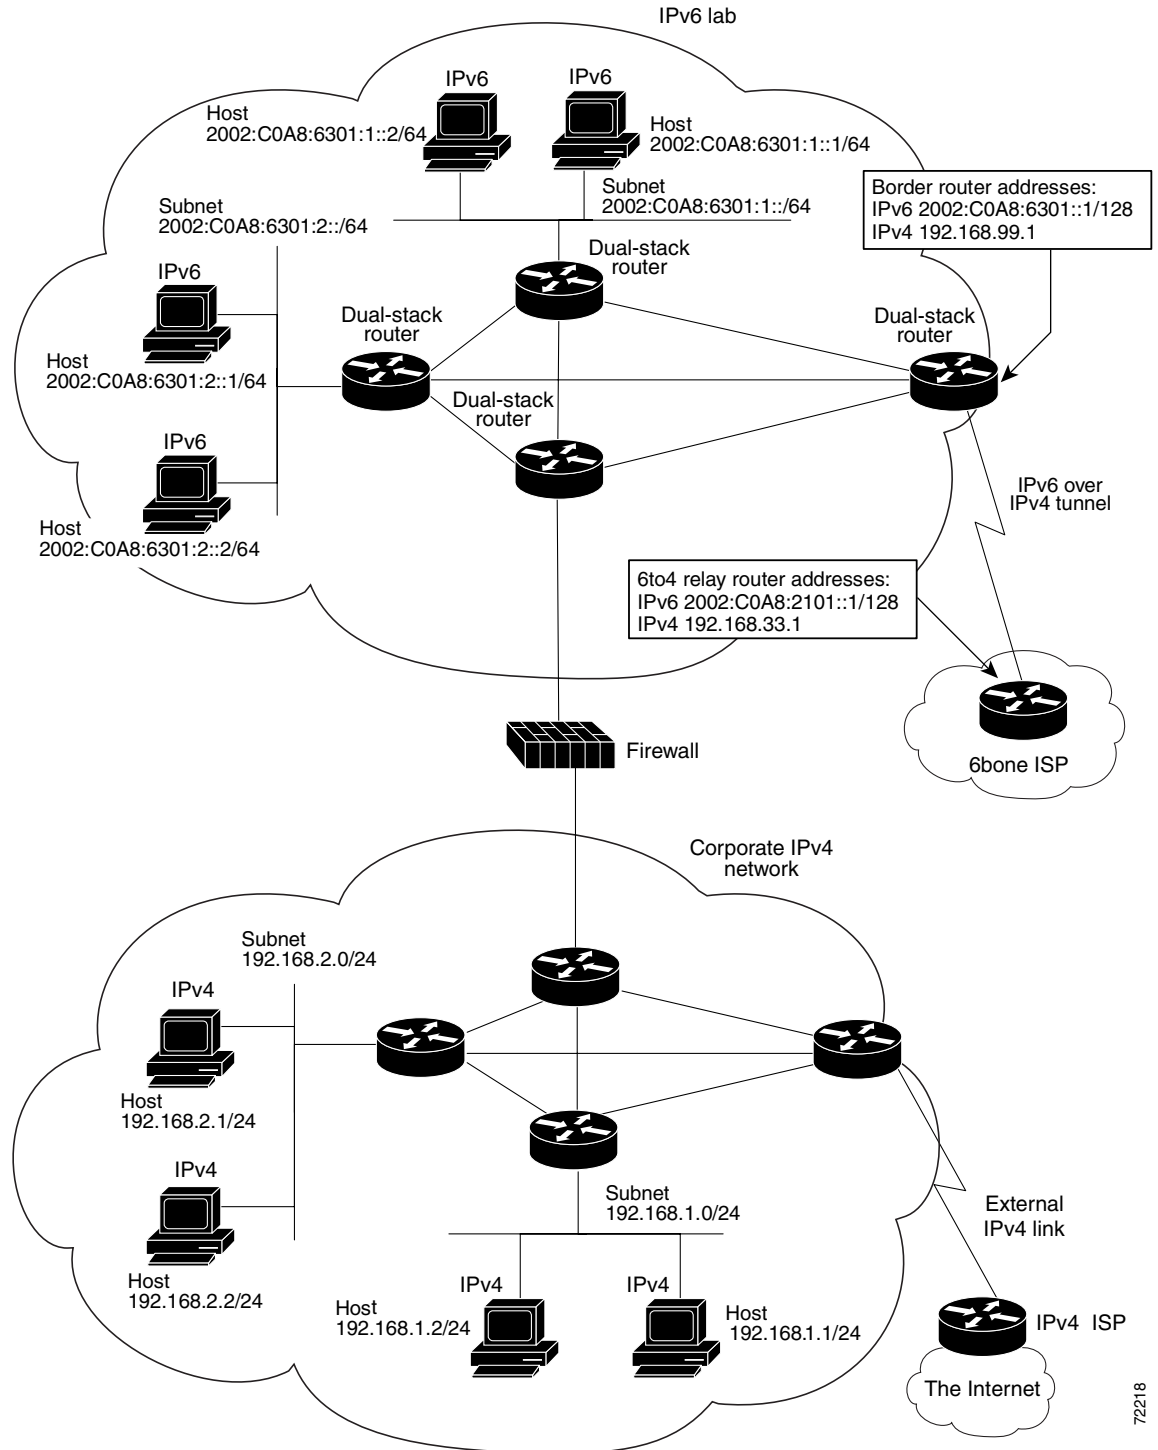 IPv6 lab
IPv6
IPv6
Host
2002:C0A8:6301:1::2/64
Host
2002:C0A8:6301:1::1/64
Subnet
2002:C0A8:6301:1::/64
Border router addresses:
IPv6 2002:C0A8:6301::1/128
IPv4 192.168.99.1
Subnet
2002:C0A8:6301:2::/64
Dual-stack
router
IPv6
Dual-stack
router
Dual-stack
router
Host
2002:C0A8:6301:2::1/64
Dual-stack
router
IPv6
Host
2002:C0A8:6301:2::2/64
IPv6 over
IPv4 tunnel
6to4 relay router addresses:
IPv6 2002:C0A8:2101::1/128
IPv4 192.168.33.1
Firewall
6bone ISP
Corporate IPv4
network
Subnet
192.168.2.0/24
IPv4
Host
192.168.2.1/24
IPv4
Host
192.168.2.2/24
Subnet
192.168.1.0/24
External
IPv4 link
IPv4
IPv4
Host
192.168.1.2/24
Host
192.168.1.1/24
IPv4 ISP
The Internet
72218